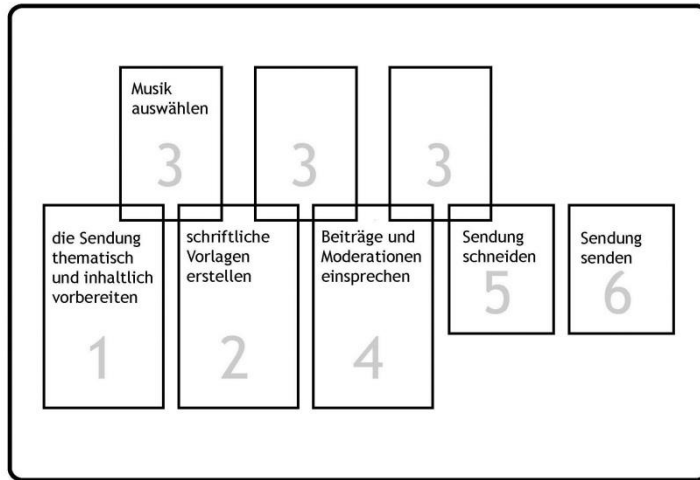 Musik
auswählen
3
3
3
die Sendung
thematisch
und inhaltlich
vorbereiten
1
schriftliche
Vorlagen
erstellen
2
Beiträge und
Moderationen
einsprechen
4
Sendung
schneiden
5
Sendung
senden
6